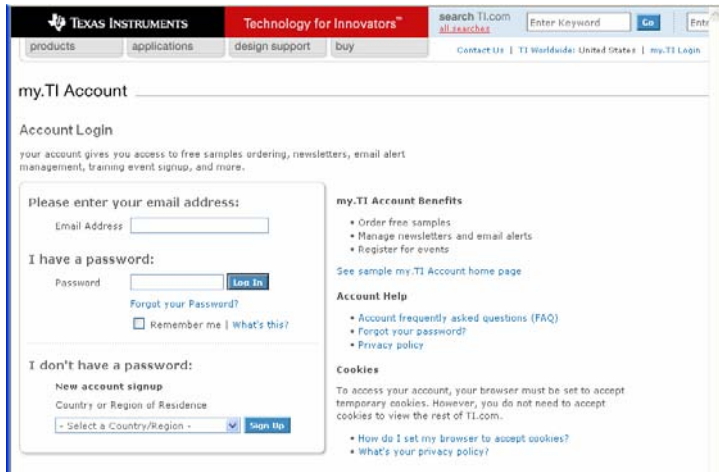 TEXAS INSTRUMENTS
Technology for Innovators™
search TI.com
all searches
Enter Keyword
Go
products
applications
design support
buy
Contact Us | TI Worldwide: United States | my.TI Login
my.TI Account
Account Login
your account gives you access to free samples ordering, newsletters, email alert
management, training event signup, and more.
Please enter your email address:
Email Address
I have a password:
Password
Log In
Forgot your Password?
Remember me | What's this?
I don't have a password:
New account signup
Country or Region of Residence
- Select a Country/Region -
Sign Up
my.TI Account Benefits
• Order free samples
• Manage newsletters and email alerts
• Register for events
See sample my.TI Account home page
Account Help
• Account frequently asked questions (FAQ)
• Forgot your password?
• Privacy policy
Cookies
To access your account, your browser must be set to accept
temporary cookies. However, you do not need to accept
cookies to view the rest of TI.com.
• How do I set my browser to accept cookies?
• What's your privacy policy?